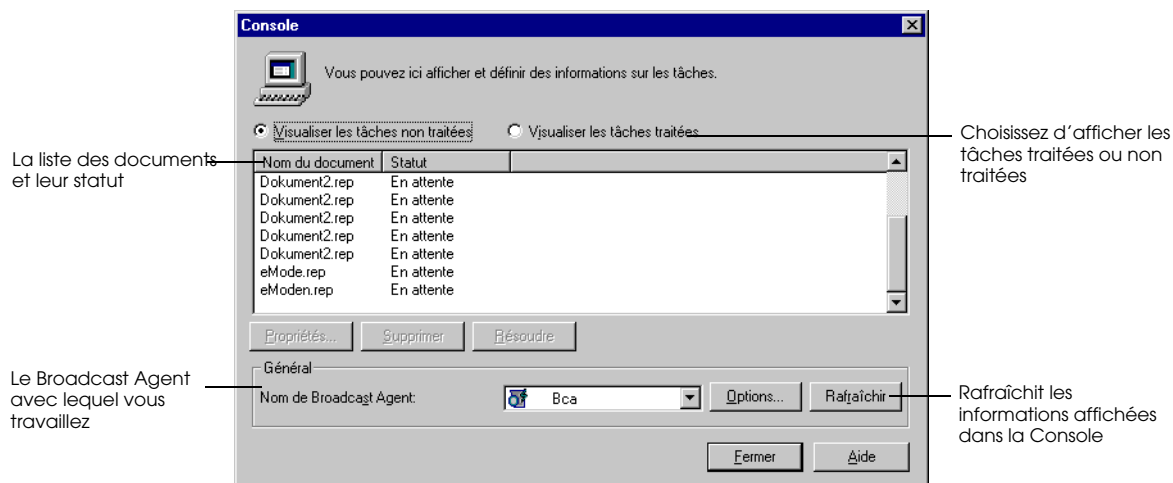 Console
Vous pouvez ici afficher et définir des informations sur les tâches.
Visualiser les tâches non traitées
Visualiser les tâches traitées
Choisissez d'afficher les
tâches traitées ou non
traitées
La liste des documents
et leur statut
Nom du document Statut
Dokument2.rep En attente
Dokument2.rep En attente
Dokument2.rep En attente
Dokument2.rep En attente
Dokument2.rep En attente
eMode.rep En attente
eModen.rep En attente
Propriétés... Supprimer Résoudre
Général
Le Broadcast Agent
avec lequel vous
travaillez
Nom de Broadcast Agent: Bca Options... Rafraîchir
Rafraîchit les
informations affichées
dans la Console
Fermer Aide